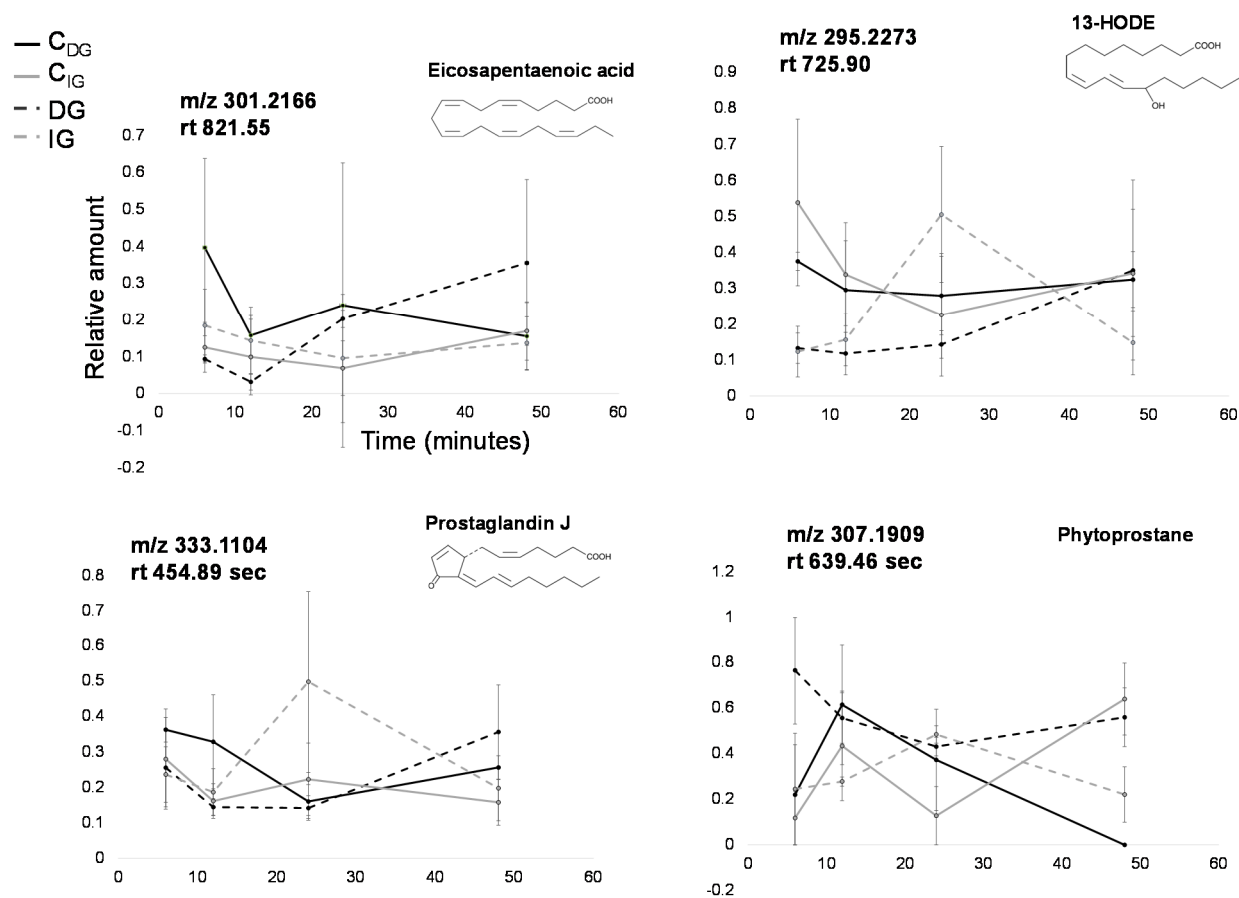 C_DG
C_IG
DG
IG
m/z 301.2166
rt 821.55
Eicosapentaenoic acid
COOH
Relative amount
0.7
0.6
0.5
0.4
0.3
0.2
0.1
0
-0.1
-0.2
0 10 20 30 40 50 60
Time (minutes)
m/z 295.2273
rt 725.90
13-HODE
COOH
OH
0.9
0.8
0.7
0.6
0.5
0.4
0.3
0.2
0.1
0
0 10 20 30 40 50 60
m/z 333.1104
rt 454.89 sec
Prostaglandin J
COOH
O
0.8
0.7
0.6
0.5
0.4
0.3
0.2
0.1
0
0 10 20 30 40 50 60
m/z 307.1909
rt 639.46 sec
Phytoprostane
1.2
1
0.8
0.6
0.4
0.2
0
-0.2
0 10 20 30 40 50 60